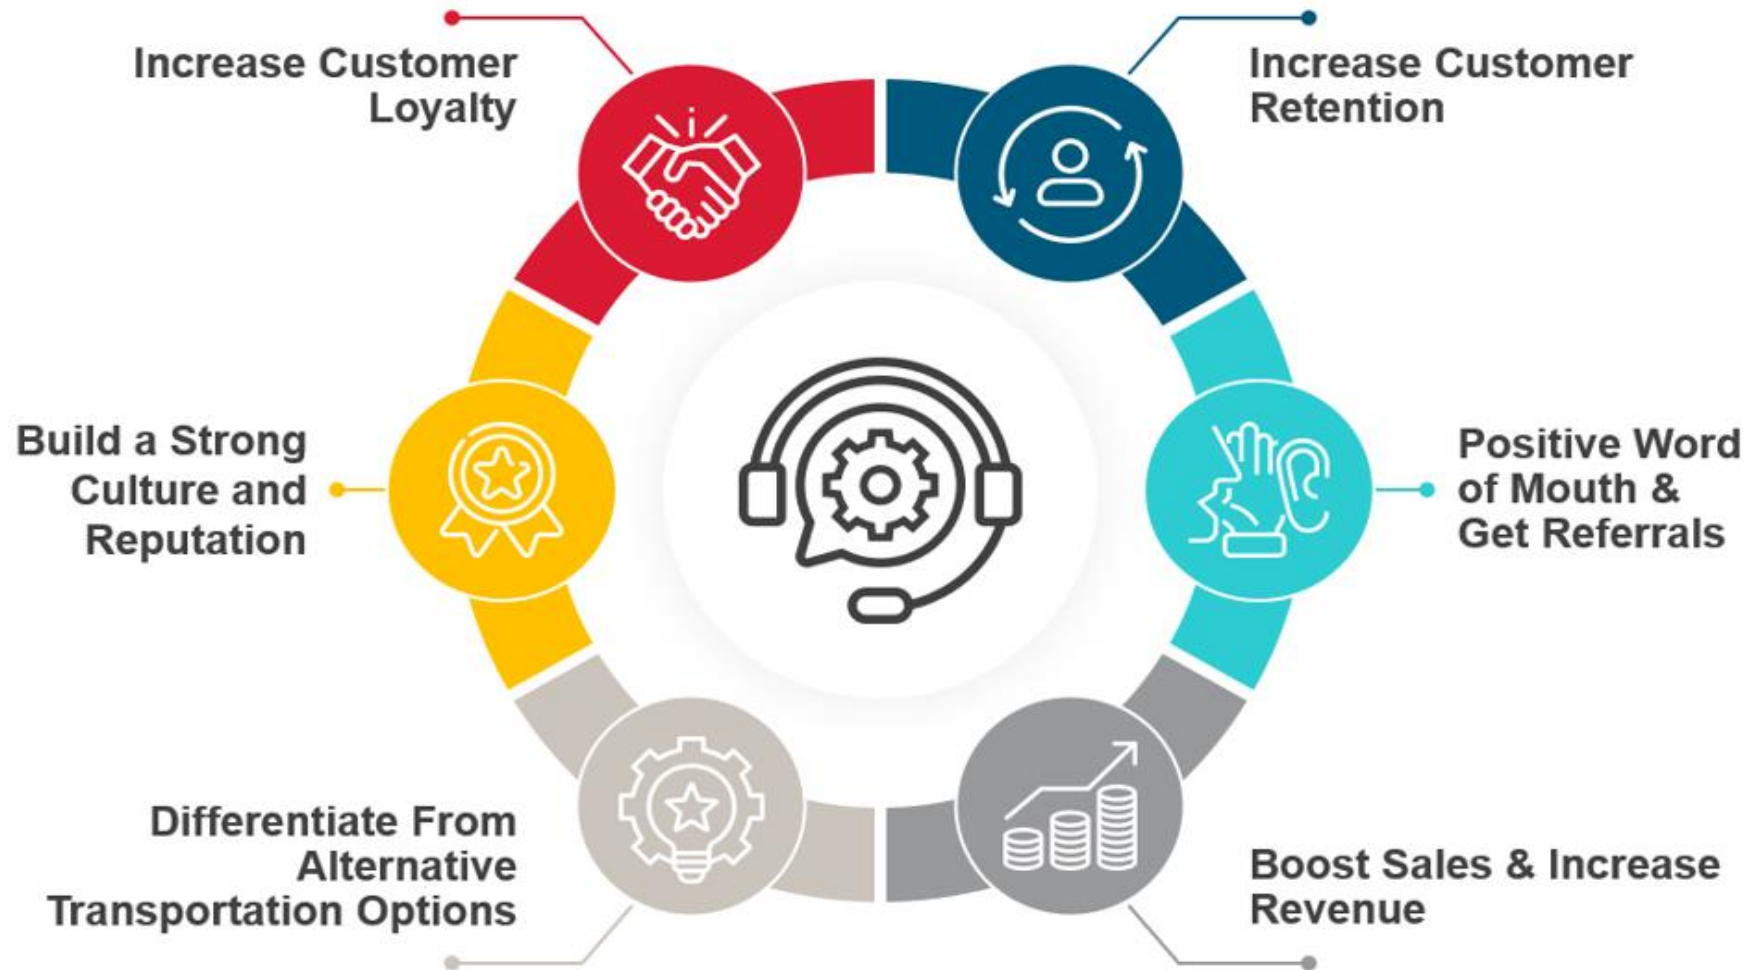 Increase Customer
Loyalty
Increase Customer
Retention
Build a Strong
Culture and
Reputation
Positive Word
of Mouth &
Get Referrals
Differentiate From
Alternative
Transportation Options
Boost Sales & Increase
Revenue